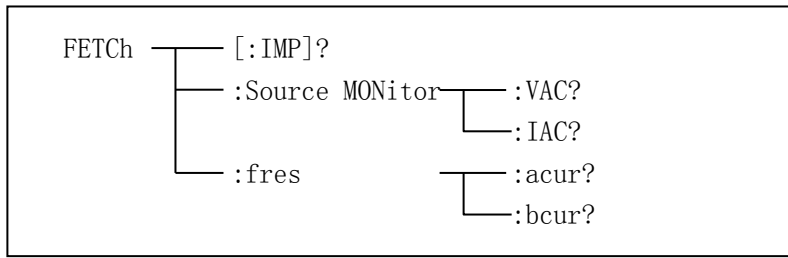 FETCh [:IMP]?
:Source MONitor :VAC?
:IAC?
:fres :acur?
:bcur?